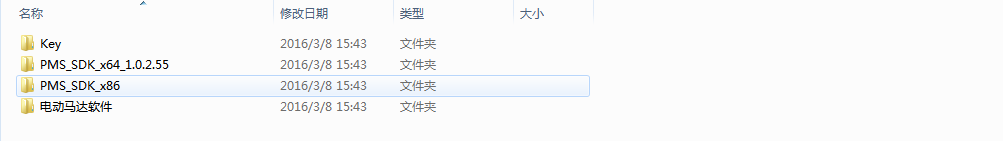 名称 修改日期 类型 大小
Key 2016/3/8 15:43 文件夹
PMS_SDK_x64_1.0.2.55 2016/3/8 15:43 文件夹
PMS_SDK_x86 2016/3/8 15:43 文件夹
电动马达软件 2016/3/8 15:43 文件夹